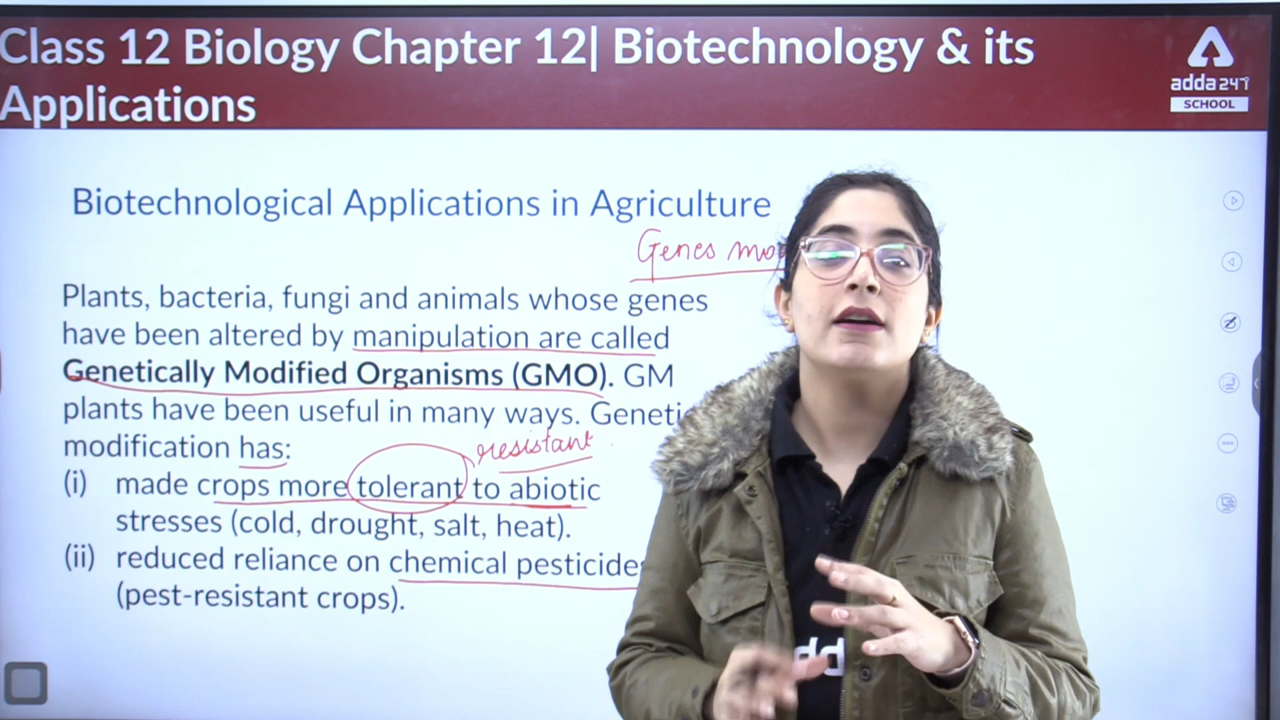 Class 12 Biology Chapter 12| Biotechnology & its
Applications
adda247
SCHOOL
Biotechnological Applications in Agriculture
Genes
Plants, bacteria, fungi and animals whose genes
have been altered by manipulation are called
Genetically Modified Organisms (GMO). GM
plants have been useful in many ways.
modification has:
resistant
(i) made crops more tolerant to abiotic
stresses (cold, drought, salt, heat).
(ii) reduced reliance on chemical
(pest-resistant crops).